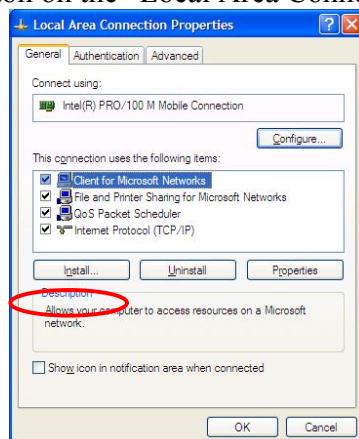 on on the "Local Area Conne
Local Area Connection Properties
General Authentication Advanced
Connect using:
Intel(R) PRO/100 M Mobile Connection
Configure...
This connection uses the following items:
Client for Microsoft Networks
File and Printer Sharing for Microsoft Networks
QoS Packet Scheduler
Internet Protocol (TCP/IP)
Install... Uninstall Properties
Description
Allows your computer to access resources on a Microsoft
network.
Show icon in notification area when connected
OK Cancel